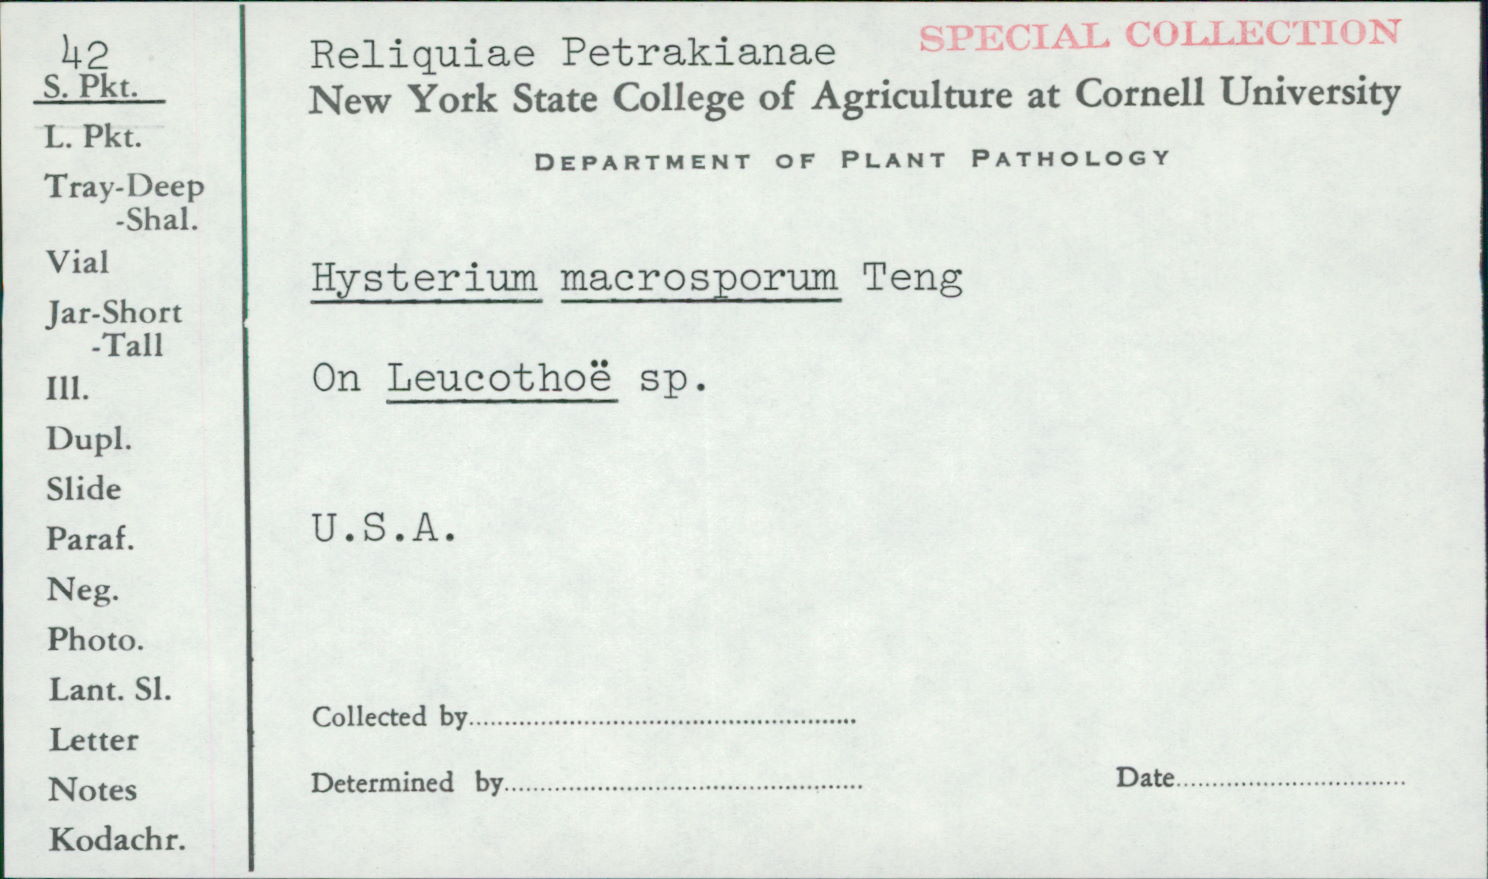 42
S. Pkt.
L. Pkt.
Tray-Deep
-Shal.
Vial
Jar-Short
-Tall
Ill.
Dupl.
Slide
Paraf.
Neg.
Photo.
Lant. Sl.
Letter
Notes
Kodachr.
SPECIAL COLLECTION
Reliquiae Petrakianae
New York State College of Agriculture at Cornell University
DEPARTMENT OF PLANT PATHOLOGY
Hysterium macrosporum Teng
On Leucothoë sp.
U.S.A.
Collected by
Determined by
Date